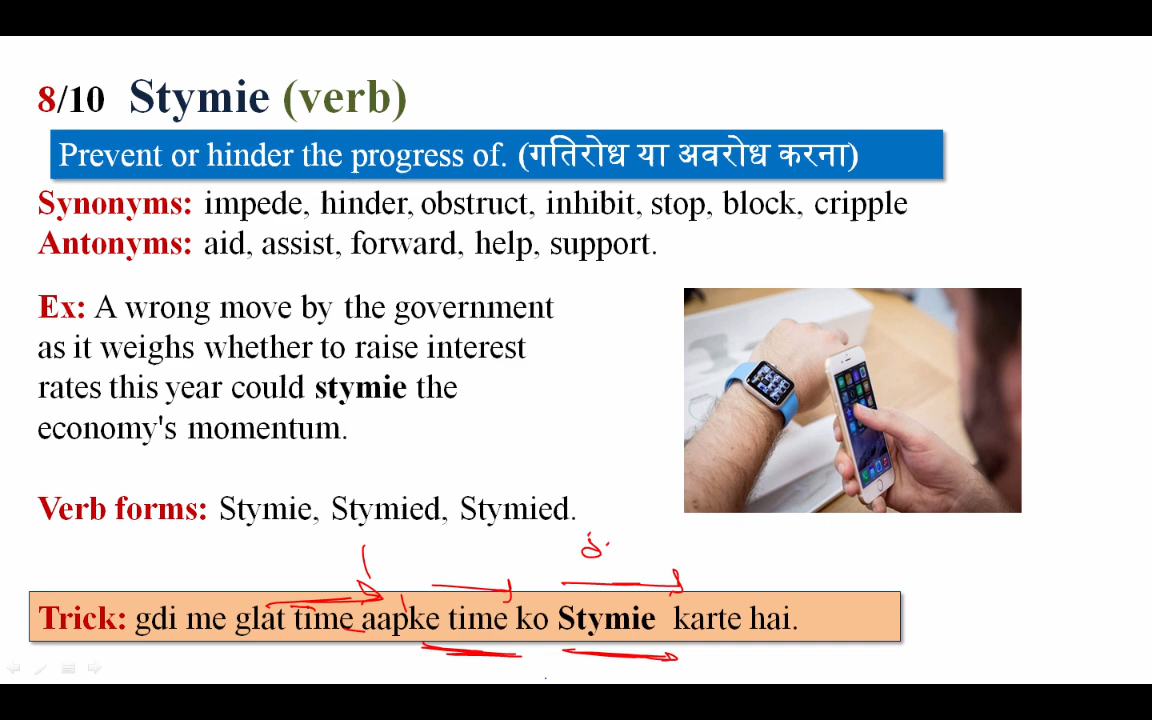 8/10 Stymie (verb)
Prevent or hinder the progress of. (गतिरोध या अवरोध करना)
Synonyms: impede, hinder, obstruct, inhibit, stop, block, cripple
Antonyms: aid, assist, forward, help, support.
Ex: A wrong move by the government
as it weighs whether to raise interest
rates this year could stymie the
economy's momentum.
Verb forms: Stymie, Stymied, Stymied.
Trick: gdi me glat time aapke time ko Stymie karte hai.